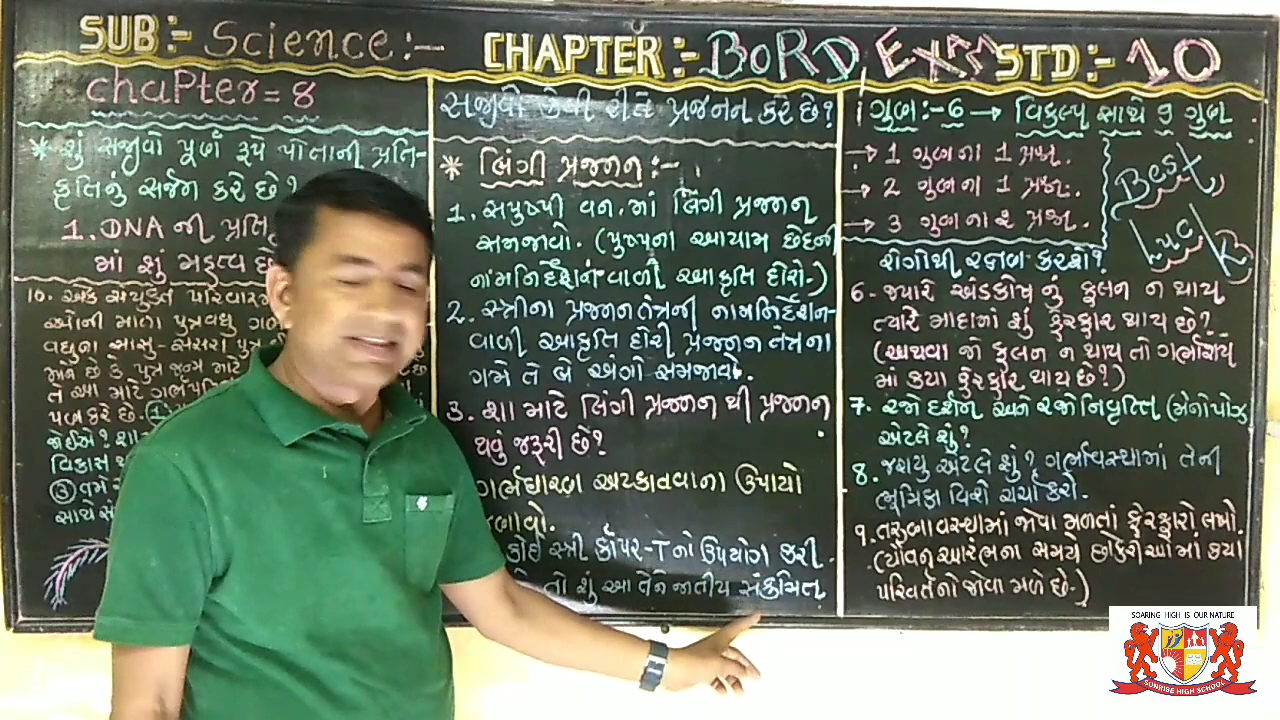 SUB:- Science:-
CHAPTER:- BoRD, EXAM
STD:- 10
chaPter = 8
* શું સજીવો પૂર્ણ રૂપે પોતાની પ્રતિ-
કૃતિનું સર્જન કરે છે?
1. DNA ની
માં શું મહત્વ
10. એક સંયુક્ત
વધુના સાસુ-સસરા પુત્ર
માને છે કે પુત્ર જન્મ માટે
તે આ માટે
જોઈએ? શા
વિકાસ
સજીવો કેવી રીતે પ્રજનન કરે છે?
* લિંગી પ્રજનન:-
1. સપુષ્પી વન.માં લિંગી પ્રજનન
સમજાવો. (પુષ્પના આયામ છેદની
નામનિર્દેશનવાળી આકૃતિ દોરો.)
2. સ્ત્રીના પ્રજનનતંત્રની નામનિર્દેશન-
વાળી આકૃતિ દોરી પ્રજનન તંત્રના
ગમે તે બે અંગો સમજાવો.
3. શા માટે લિંગી પ્રજનન થી પ્રજનન
થવું જરૂરી છે?
ગર્ભધારણ અટકાવવાના ઉપાયો
કોઈ સ્ત્રી કૉપર-T નો ઉપયોગ કરી
તો શું આ તેને જાતીય સંક્રમિત
ગુણ:- 6 → વિકલ્પ સાથે 9 ગુણ
→ 1 ગુણના 1 પ્રશ્ન.
→ 2 ગુણના 1 પ્રશ્ન.
→ 3 ગુણના 2 પ્રશ્ન.
Best
Luck
રોગોથી રક્ષણ કરશે?
6. જ્યારે અંડકોષનું ફલન ન થાય
ત્યારે માદામાં શું ફેરફાર થાય છે?
(અથવા જો ફલન ન થાય તો ગર્ભાશય
માં કયા ફેરફાર થાય છે?)
7. રજોદર્શન અને રજોનિવૃત્તિ (મેનોપોઝ)
એટલે શું?
8. જરાયુ એટલે શું? ગર્ભાવસ્થામાં તેની
ભૂમિકા વિશે ચર્ચા કરો.
9. તરુણાવસ્થામાં જોવા મળતાં ફેરફારો લખો.
(યૌવનઆરંભના સમયે છોકરીઓમાં કયા
પરિવર્તનો જોવા મળે છે.)
SOARING HIGH IS OUR NATURE
SUNRISE HIGH SCHOOL